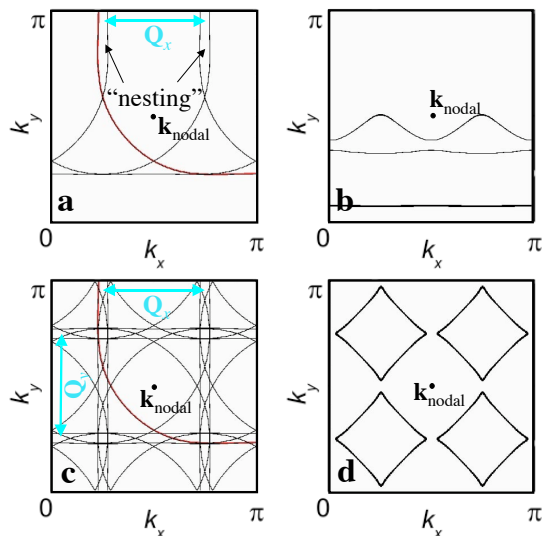 π
Q_x
"nesting"
k_y
k_nodal
a
0
k_x
π
k_nodal
k_y
b
0
k_x
π
π
Q_x
k_y
Q_y
k_nodal
c
0
k_x
π
k_y
k_nodal
d
0
k_x
π